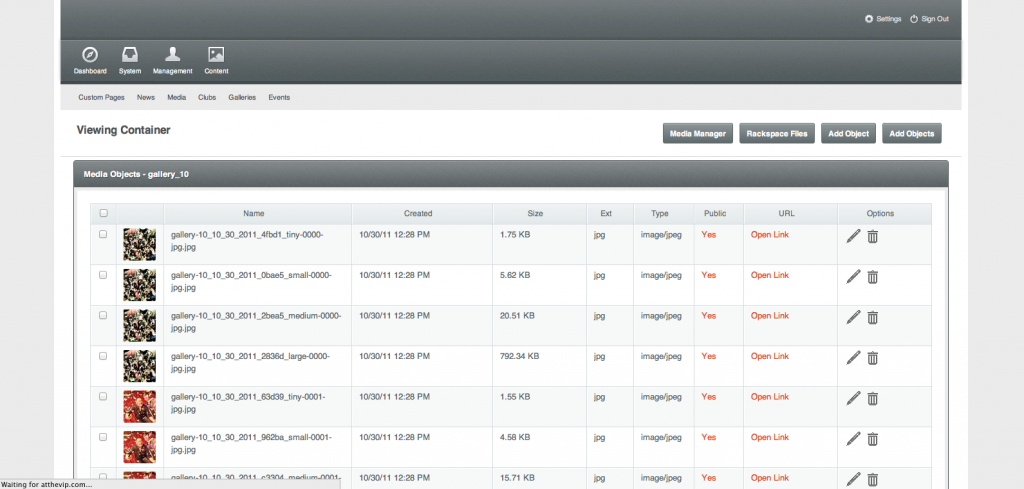 Settings Sign Out
Dashboard System Management Content
Custom Pages News Media Clubs Galleries Events
Viewing Container
Media Manager Rackspace Files Add Object Add Objects
Media Objects - gallery_10
Name Created Size Ext Type Public URL Options
gallery-10_10_30_2011_4fbd1_tiny-0000- 10/30/11 12:28 PM 1.75 KB jpg image/jpeg Yes Open Link
jpg.jpg
gallery-10_10_30_2011_0bae5_small-0000- 10/30/11 12:28 PM 5.62 KB jpg image/jpeg Yes Open Link
jpg.jpg
gallery-10_10_30_2011_2bea5_medium-0000- 10/30/11 12:28 PM 20.51 KB jpg image/jpeg Yes Open Link
jpg.jpg
gallery-10_10_30_2011_2836d_large-0000- 10/30/11 12:28 PM 792.34 KB jpg image/jpeg Yes Open Link
jpg.jpg
gallery-10_10_30_2011_63d39_tiny-0001- 10/30/11 12:28 PM 1.55 KB jpg image/jpeg Yes Open Link
jpg.jpg
gallery-10_10_30_2011_962ba_small-0001- 10/30/11 12:28 PM 4.58 KB jpg image/jpeg Yes Open Link
jpg.jpg
gallery-10_10_30_2011_c3304_medium-0001- 10/30/11 12:28 PM 15.71 KB jpg image/jpeg Yes Open Link
Waiting for atthevip.com...